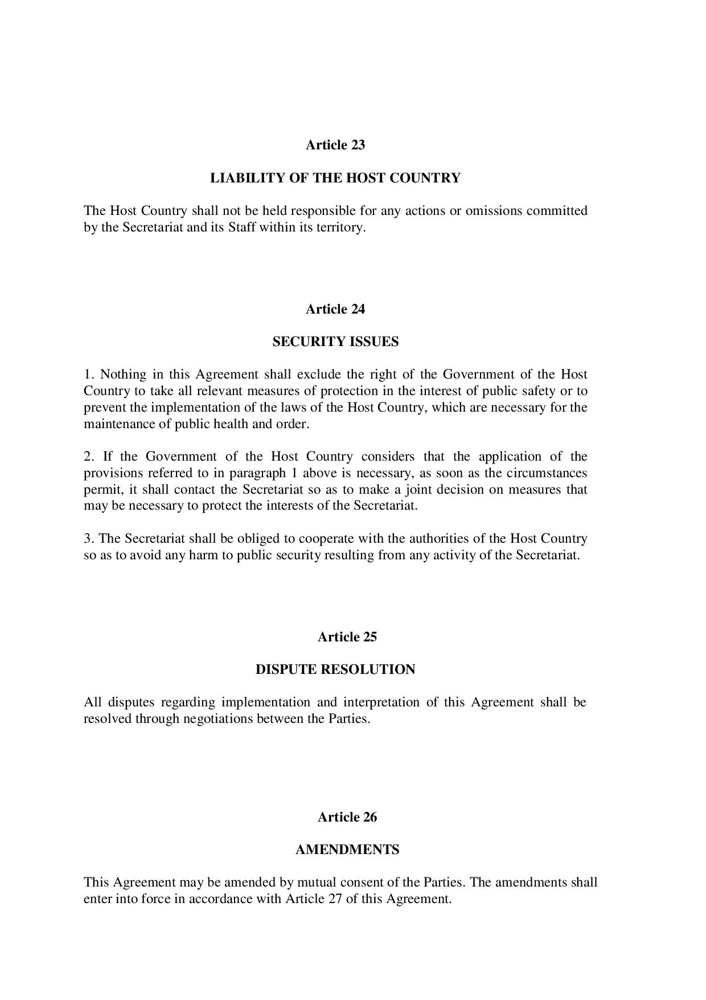 Article 23
LIABILITY OF THE HOST COUNTRY
The Host Country shall not be held responsible for any actions or omissions committed
by the Secretariat and its Staff within its territory.
Article 24
SECURITY ISSUES
1. Nothing in this Agreement shall exclude the right of the Government of the Host
Country to take all relevant measures of protection in the interest of public safety or to
prevent the implementation of the laws of the Host Country, which are necessary for the
maintenance of public health and order.
2. If the Government of the Host Country considers that the application of the
provisions referred to in paragraph 1 above is necessary, as soon as the circumstances
permit, it shall contact the Secretariat so as to make a joint decision on measures that
may be necessary to protect the interests of the Secretariat.
3. The Secretariat shall be obliged to cooperate with the authorities of the Host Country
so as to avoid any harm to public security resulting from any activity of the Secretariat.
Article 25
DISPUTE RESOLUTION
All disputes regarding implementation and interpretation of this Agreement shall be
resolved through negotiations between the Parties.
Article 26
AMENDMENTS
This Agreement may be amended by mutual consent of the Parties. The amendments shall
enter into force in accordance with Article 27 of this Agreement.